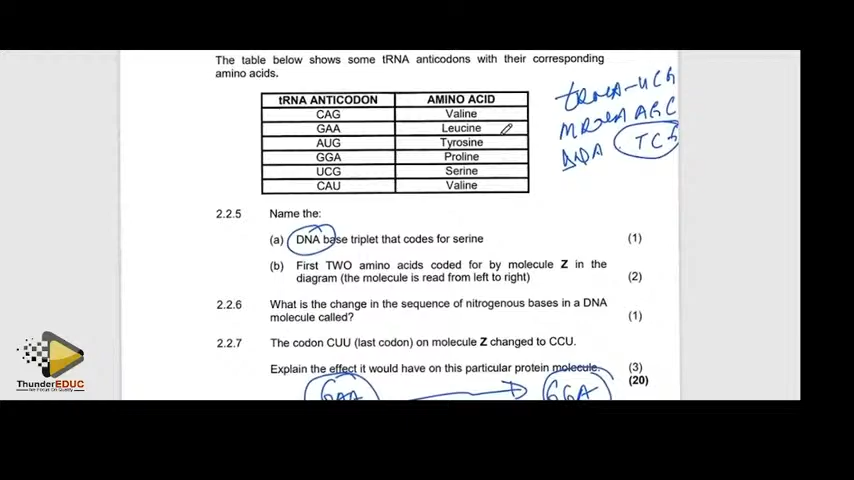 The table below shows some tRNA anticodons with their corresponding
amino acids.
tRNA ANTICODON AMINO ACID
CAG Valine
GAA Leucine
AUG Tyrosine
GGA Proline
UCG Serine
CAU Valine
tRNA-UCG
MRNA AGC
DNA TCG
2.2.5 Name the:
(a) DNA base triplet that codes for serine (1)
(b) First TWO amino acids coded for by molecule Z in the
diagram (the molecule is read from left to right) (2)
2.2.6 What is the change in the sequence of nitrogenous bases in a DNA
molecule called? (1)
2.2.7 The codon CUU (last codon) on molecule Z changed to CCU.
Explain the effect it would have on this particular protein molecule. (3)
(20)
GAA GGA
ThunderEDUC
We Focus On Quality